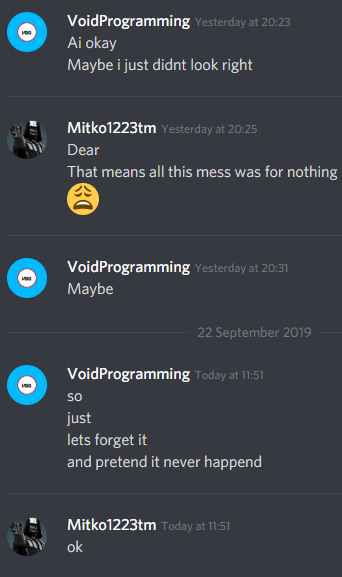 VoidProgramming Yesterday at 20:23
Ai okay
Maybe i just didnt look right
Mitko1223tm Yesterday at 20:25
Dear
That means all this mess was for nothing
VoidProgramming Yesterday at 20:31
Maybe
22 September 2019
VoidProgramming Today at 11:51
so
just
lets forget it
and pretend it never happend
Mitko1223tm Today at 11:51
ok